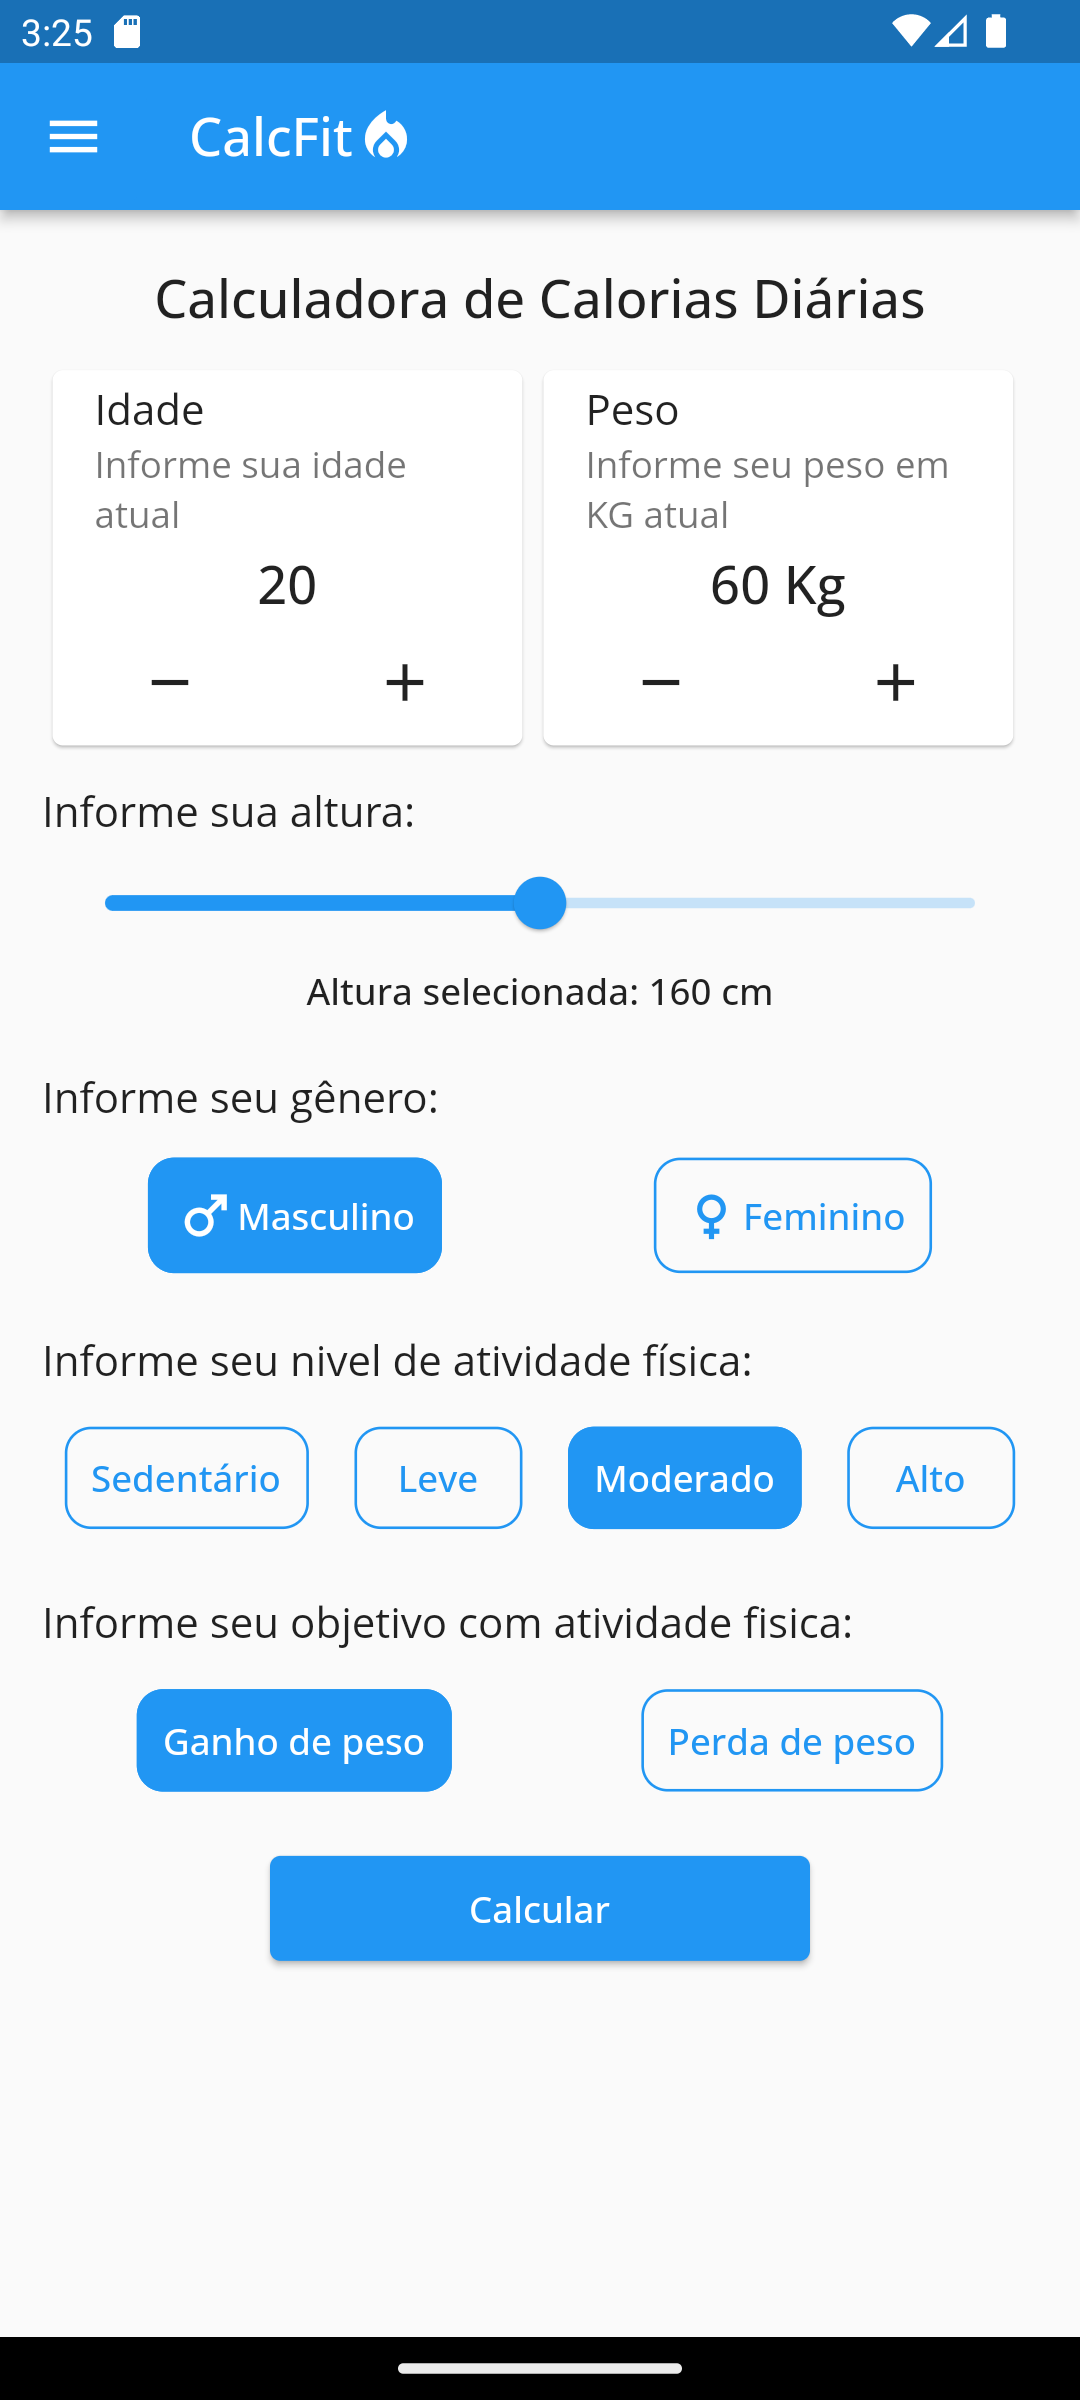 3:25
CalcFit
Calculadora de Calorias Diárias
Idade
Informe sua idade
atual
20
Peso
Informe seu peso em
KG atual
60 Kg
Informe sua altura:
Altura selecionada: 160 cm
Informe seu gênero:
Masculino
Feminino
Informe seu nivel de atividade física:
Sedentário
Leve
Moderado
Alto
Informe seu objetivo com atividade fisica:
Ganho de peso
Perda de peso
Calcular